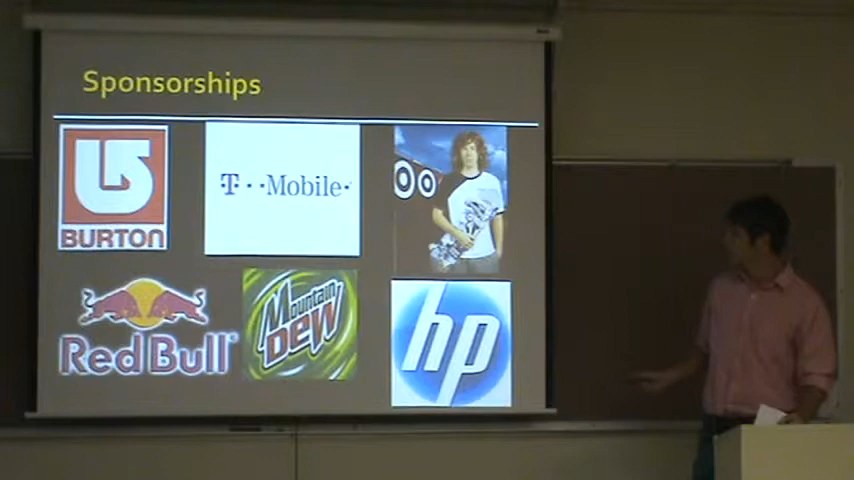 Sponsorships
BURTON
T··Mobile·
Red Bull
Mountain
DEW
hp